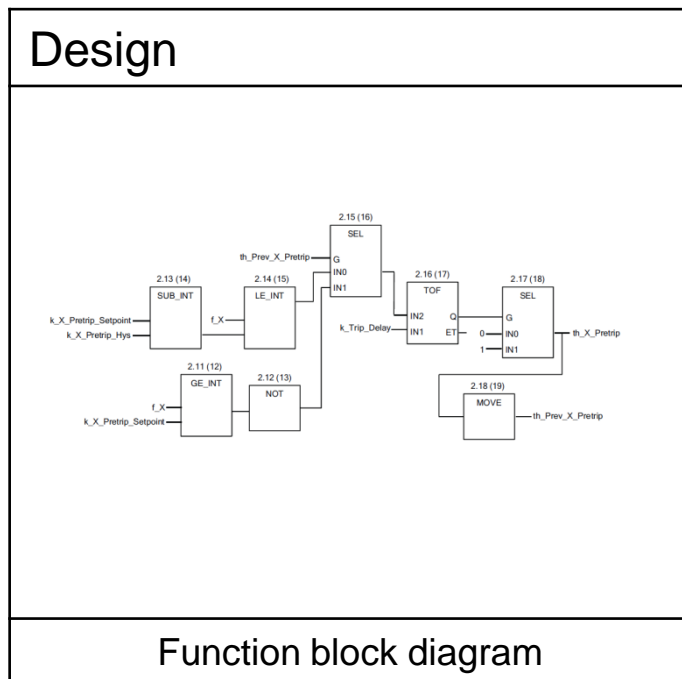 Design
2.15 (16)
SEL
th_Prev_X_Pretrip
G
IN0
IN1
2.13 (14)
SUB_INT
k_X_Pretrip_Setpoint
k_X_Pretrip_Hys
2.14 (15)
LE_INT
f_X
2.16 (17)
TOF
IN2
Q
k_Trip_Delay
IN1
ET
2.17 (18)
SEL
G
0
IN0
1
IN1
th_X_Pretrip
2.11 (12)
GE_INT
f_X
k_X_Pretrip_Setpoint
2.12 (13)
NOT
2.18 (19)
MOVE
th_Prev_X_Pretrip
Function block diagram